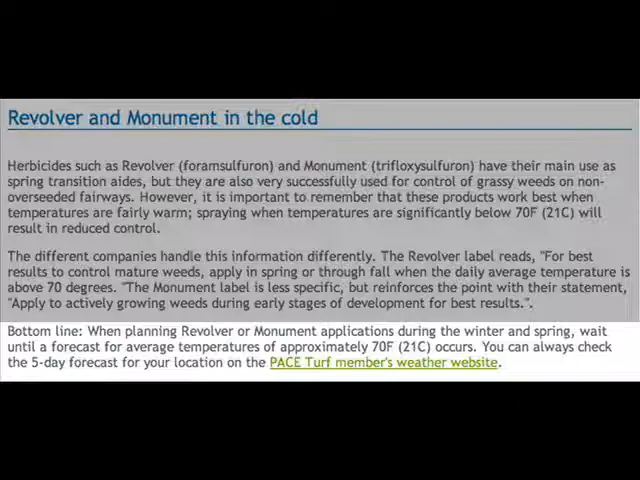 Revolver and Monument in the cold
Herbicides such as Revolver (foramsulfuron) and Monument (trifloxysulfuron) have their main use as
spring transition aides, but they are also very successfully used for control of grassy weeds on non-
overseeded fairways. However, it is important to remember that these products work best when
temperatures are fairly warm; spraying when temperatures are significantly below 70F (21C) will
result in reduced control.
The different companies handle this information differently. The Revolver label reads, "For best
results to control mature weeds, apply in spring or through fall when the daily average temperature is
above 70 degrees. "The Monument label is less specific, but reinforces the point with their statement,
"Apply to actively growing weeds during early stages of development for best results.".
Bottom line: When planning Revolver or Monument applications during the winter and spring, wait
until a forecast for average temperatures of approximately 70F (21C) occurs. You can always check
the 5-day forecast for your location on the PACE Turf member's weather website.